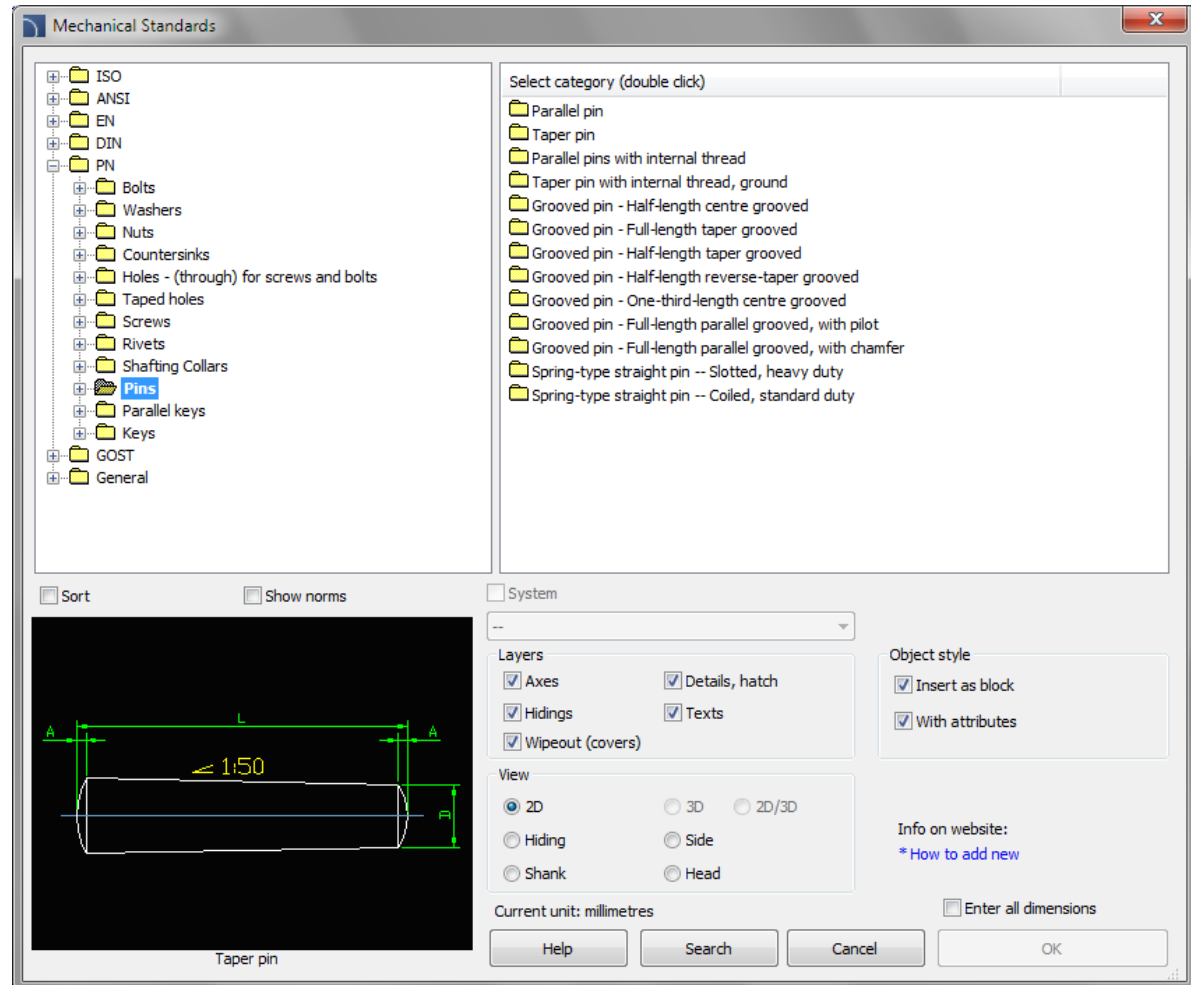 Mechanical Standards
x
ISO
ANSI
EN
DIN
PN
Bolts
Washers
Nuts
Countersinks
Holes - (through) for screws and bolts
Taped holes
Screws
Rivets
Shafting Collars
Pins
Parallel keys
Keys
GOST
General
Select category (double click)
Parallel pin
Taper pin
Parallel pins with internal thread
Taper pin with internal thread, ground
Grooved pin - Half-length centre grooved
Grooved pin - Full-length taper grooved
Grooved pin - Half-length taper grooved
Grooved pin - Half-length reverse-taper grooved
Grooved pin - One-third-length centre grooved
Grooved pin - Full-length parallel grooved, with pilot
Grooved pin - Full-length parallel grooved, with chamfer
Spring-type straight pin -- Slotted, heavy duty
Spring-type straight pin -- Coiled, standard duty
Sort Show norms
A L A
1:50
A
Taper pin
System
--
Layers
Axes Details, hatch
Hidings Texts
Wipeout (covers)
Object style
Insert as block
With attributes
View
2D 3D 2D/3D
Hiding Side
Shank Head
Info on website:
* How to add new
Current unit: millimetres
Enter all dimensions
Help Search Cancel OK